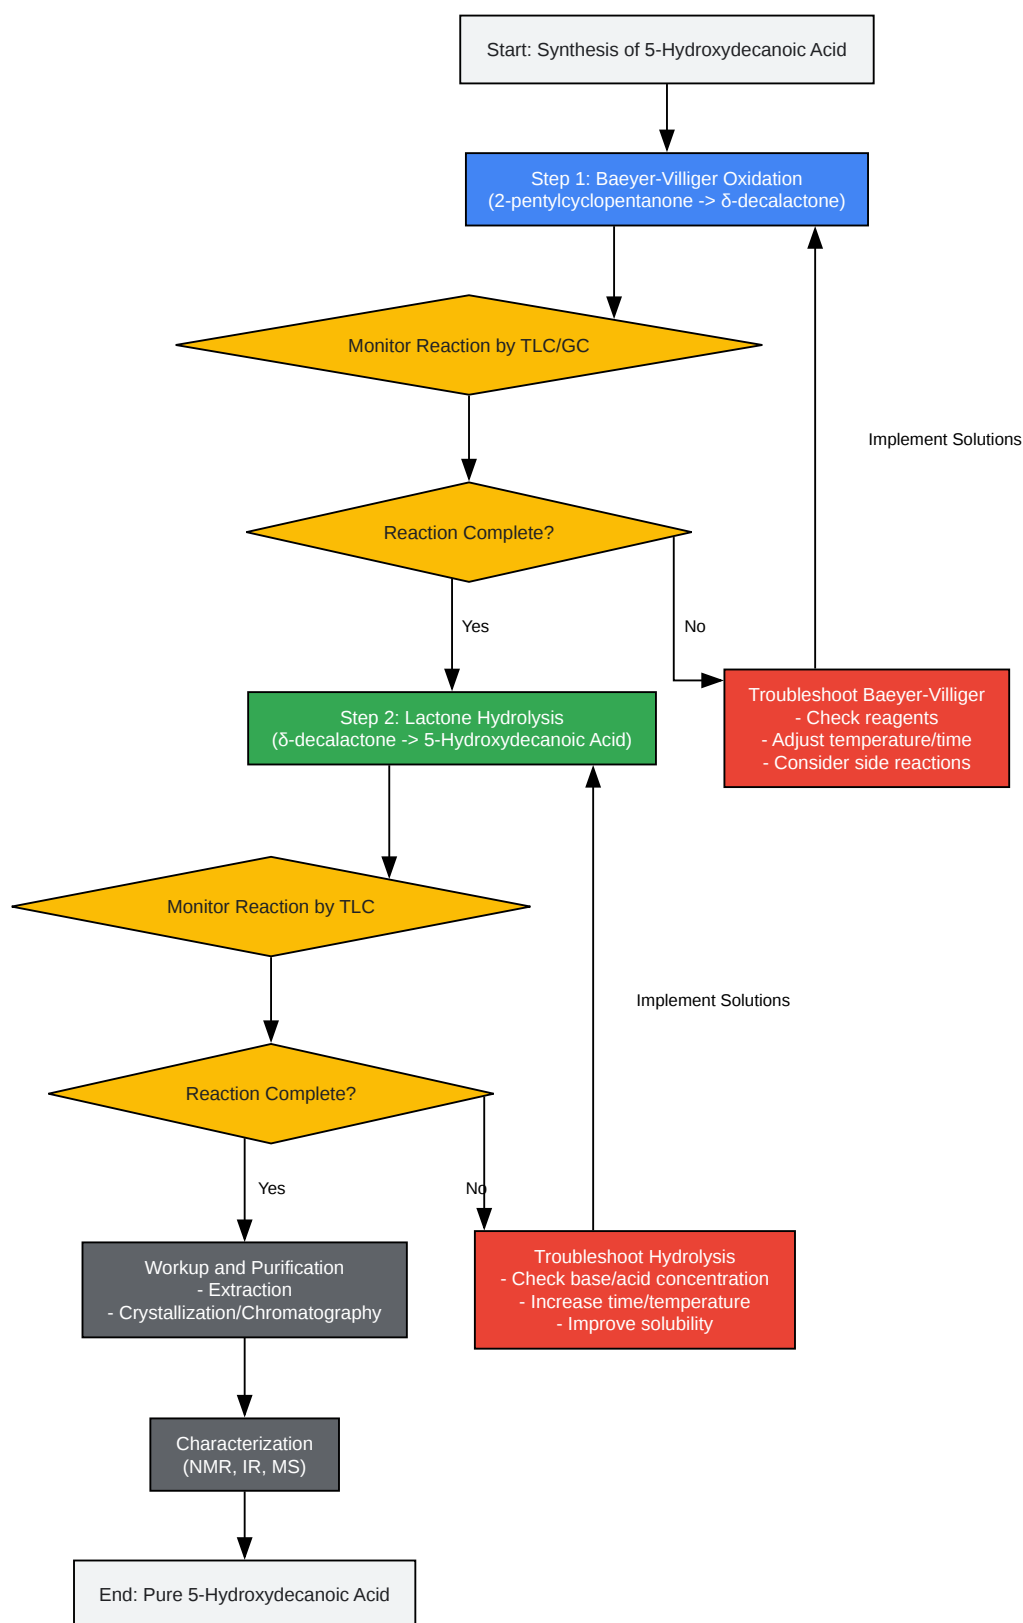 Start: Synthesis of 5-Hydroxydecanoic Acid
Step 1: Baeyer-Villiger Oxidation
(2-pentylcyclopentanone -> δ-decalactone)
Monitor Reaction by TLC/GC
Implement Solutions
Reaction Complete?
Yes
No
Troubleshoot Baeyer-Villiger
- Check reagents
- Adjust temperature/time
- Consider side reactions
Step 2: Lactone Hydrolysis
(δ-decalactone -> 5-Hydroxydecanoic Acid)
Monitor Reaction by TLC
Implement Solutions
Reaction Complete?
Yes
No
Troubleshoot Hydrolysis
- Check base/acid concentration
- Increase time/temperature
- Improve solubility
Workup and Purification
- Extraction
- Crystallization/Chromatography
Characterization
(NMR, IR, MS)
End: Pure 5-Hydroxydecanoic Acid